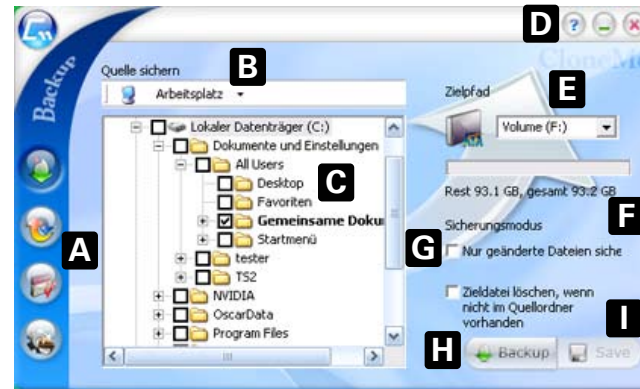 D
?
CloneM
Backup
Quelle sichern
B
Arbeitsplatz
Zielpfad
E
Volume (F:)
Lokaler Datenträger (C:)
Dokumente und Einstellungen
All Users
Desktop
C
Favoriten
Gemeinsame Doku
Startmenü
tester
TS2
NVIDIA
OscarData
Program Files
A
Rest 93.1 GB, gesamt 93.2 GB
F
Sicherungsmodus
G
Nur geänderte Dateien siche
Zieldatei löschen, wenn
nicht im Quellordner
vorhanden
I
H
Backup
Save